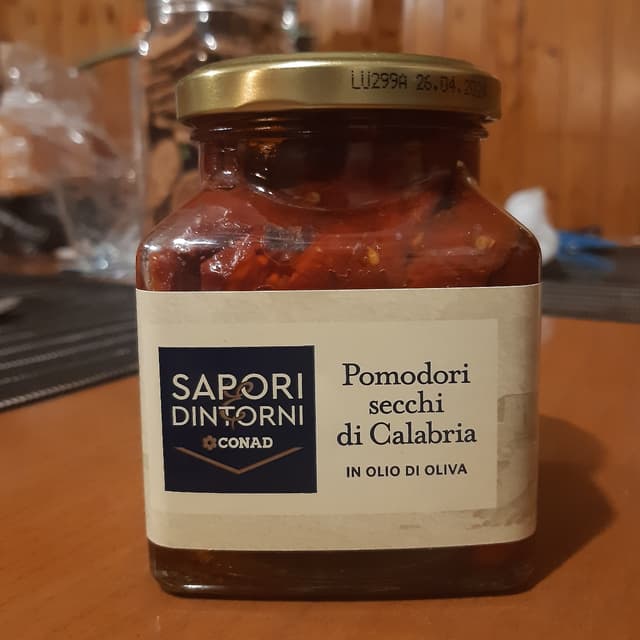 LU299A 26.04.
SAPORI
DINTORNI
CONAD
Pomodori
secchi
di Calabria
IN OLIO DI OLIVA